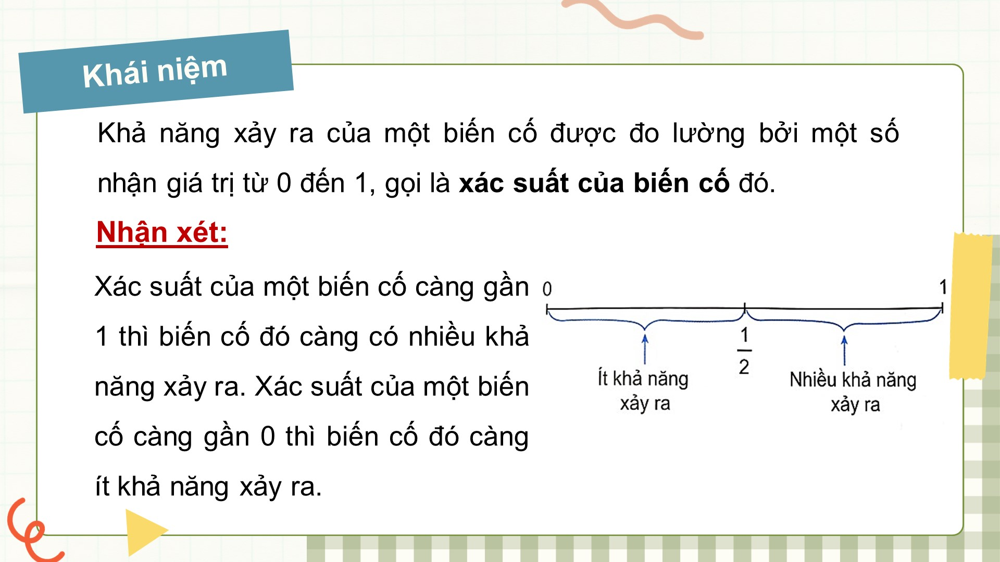 Khái niệm
Khả năng xảy ra của một biến cố được đo lường bởi một số
nhận giá trị từ 0 đến 1, gọi là xác suất của biến cố đó.
Nhận xét:
Xác suất của một biến cố càng gần
1 thì biến cố đó càng có nhiều khả
năng xảy ra. Xác suất của một biến
cố càng gần 0 thì biến cố đó càng
ít khả năng xảy ra.
0
1
1
2
Ít khả năng
xảy ra
Nhiều khả năng
xảy ra